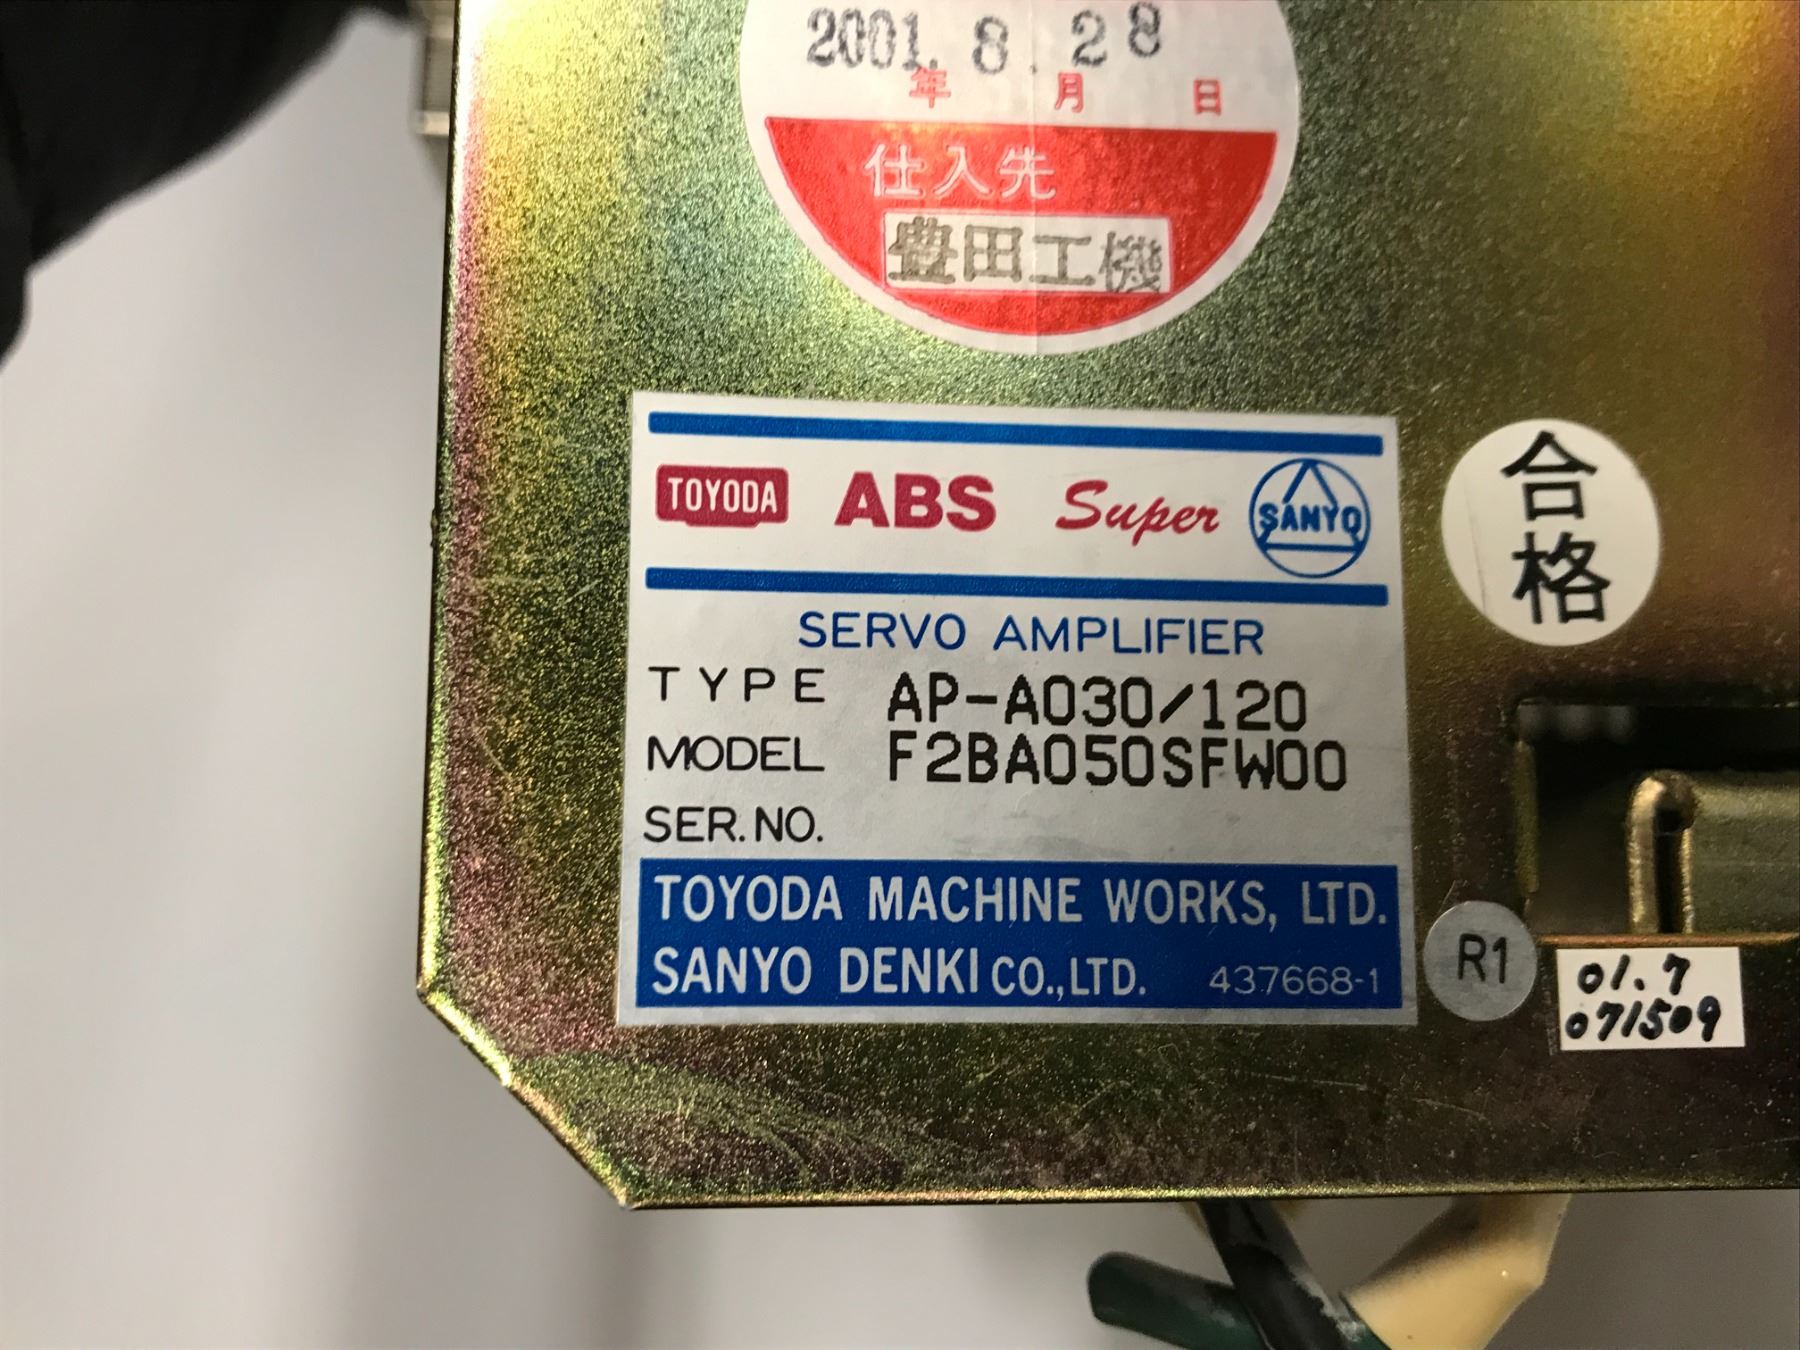 2001. 8. 28
年 月 日
仕入先
豊田工機
TOYODA ABS Super SANYO
合格
SERVO AMPLIFIER
TYPE AP-A030/120
MODEL F2BA050SFW00
SER.NO.
TOYODA MACHINE WORKS, LTD.
SANYO DENKI CO.,LTD. 437668-1
R1
01.7
071509